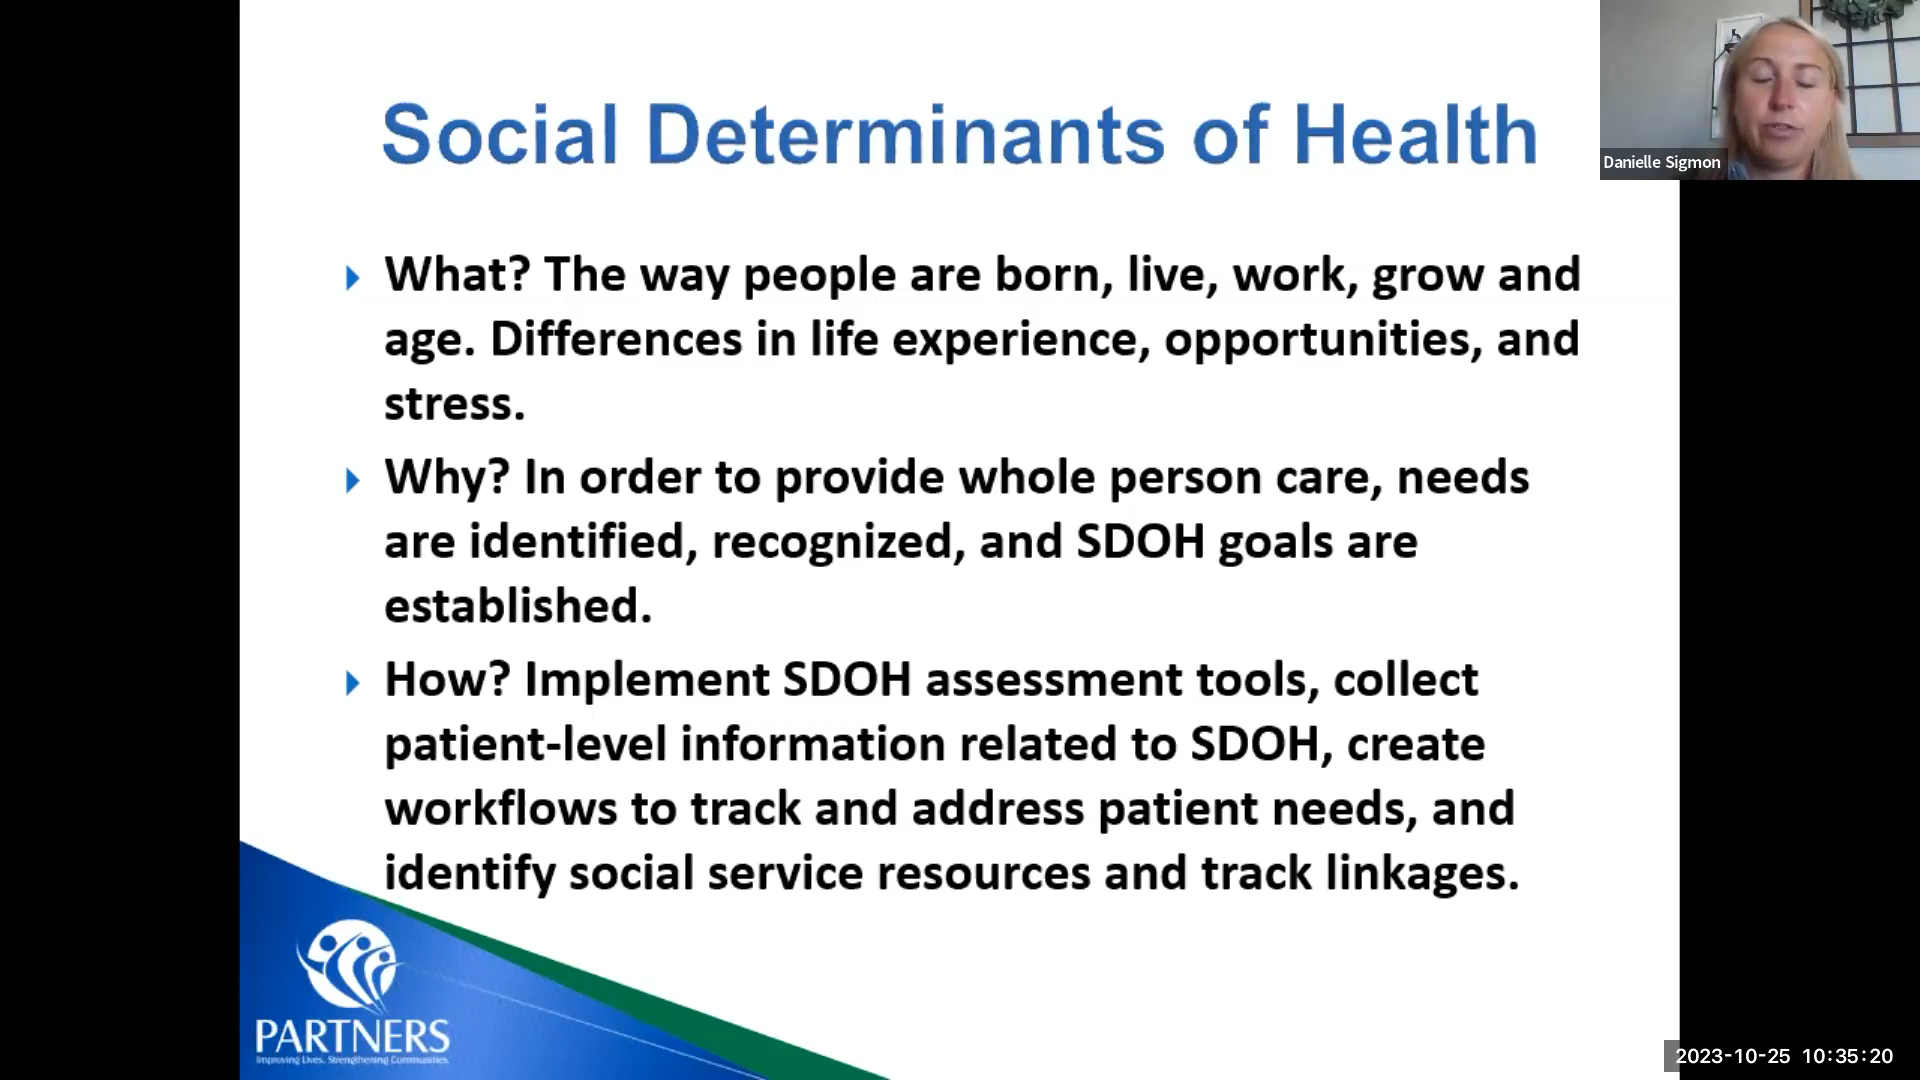 Social Determinants of Health
Danielle Sigmon
What? The way people are born, live, work, grow and
age. Differences in life experience, opportunities, and
stress.
Why? In order to provide whole person care, needs
are identified, recognized, and SDOH goals are
established.
How? Implement SDOH assessment tools, collect
patient-level information related to SDOH, create
workflows to track and address patient needs, and
identify social service resources and track linkages.
PARTNERS
Improving Lives. Strengthening Communities.
2023-10-25 10:35:20